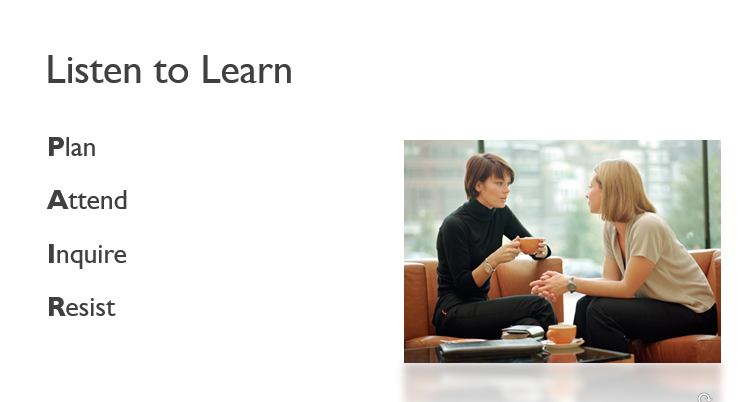 Listen to Learn
Plan
Attend
Inquire
Resist